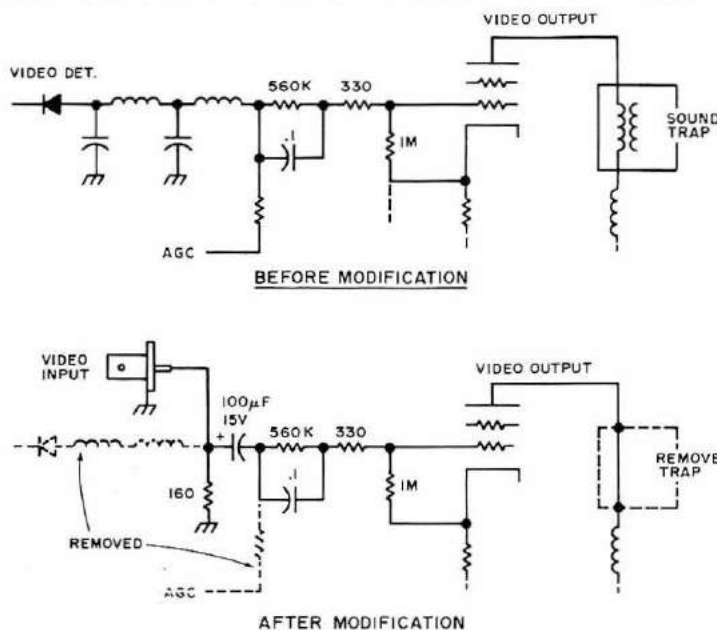 VIDEO OUTPUT
VIDEO DET.
560K
330
.1
1M
SOUND
TRAP
AGC
BEFORE MODIFICATION
VIDEO
INPUT
VIDEO OUTPUT
100µF
15V
+
560K
330
.1
1M
160
REMOVE
TRAP
REMOVED
AGC
AFTER MODIFICATION